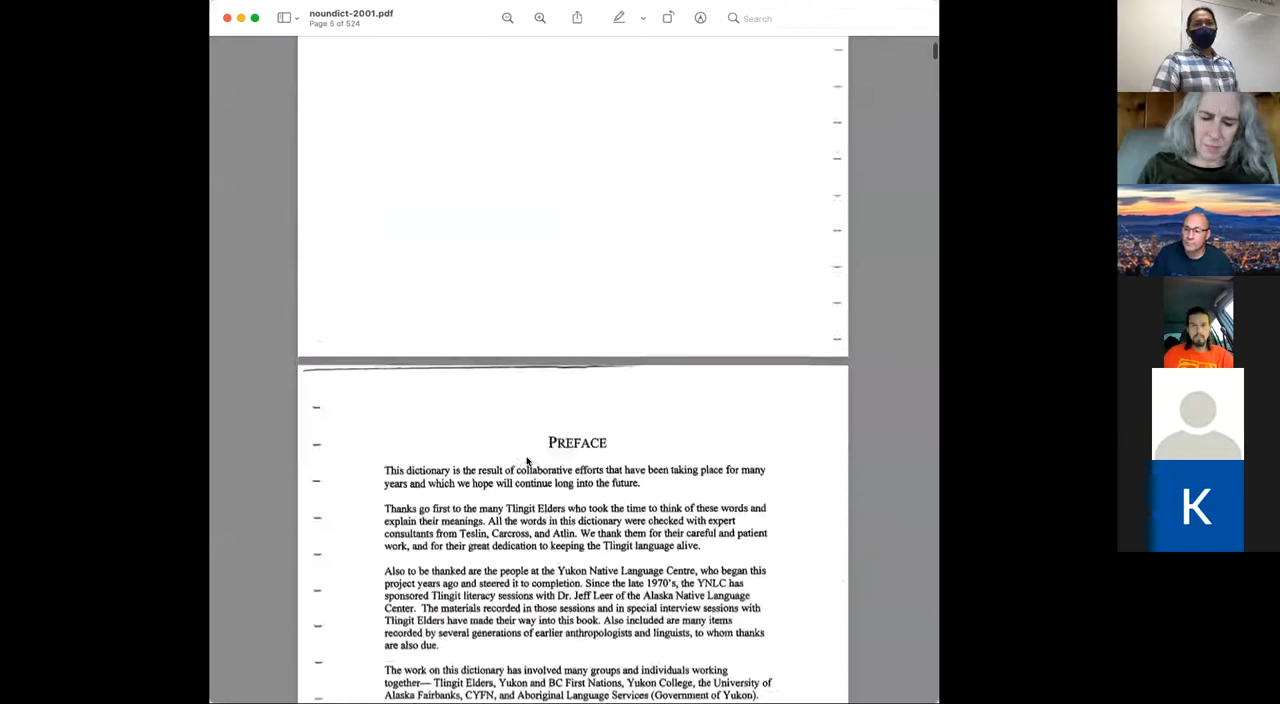 noundict-2001.pdf
Page 5 of 524
Search
PREFACE
This dictionary is the result of collaborative efforts that have been taking place for many
years and which we hope will continue long into the future.
Thanks go first to the many Tlingit Elders who took the time to think of these words and
explain their meanings. All the words in this dictionary were checked with expert
consultants from Teslin, Carcross, and Atlin. We thank them for their careful and patient
work, and for their great dedication to keeping the Tlingit language alive.
Also to be thanked are the people at the Yukon Native Language Centre, who began this
project years ago and steered it to completion. Since the late 1970's, the YNLC has
sponsored Tlingit literacy sessions with Dr. Jeff Leer of the Alaska Native Language
Center. The materials recorded in those sessions and in special interview sessions with
Tlingit Elders have made their way into this book. Also included are many items
recorded by several generations of earlier anthropologists and linguists, to whom thanks
are also due.
The work on this dictionary has involved many groups and individuals working
together— Tlingit Elders, Yukon and BC First Nations, Yukon College, the University of
Alaska Fairbanks, CYFN, and Aboriginal Language Services (Government of Yukon).
K